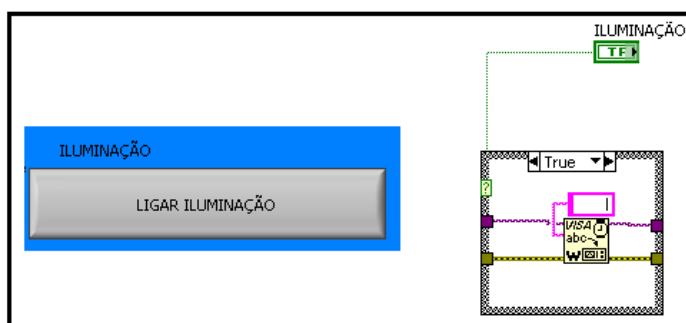 ILUMINAÇÃO
LIGAR ILUMINAÇÃO
ILUMINAÇÃO
TF
True
?
I
VISA
abc
W